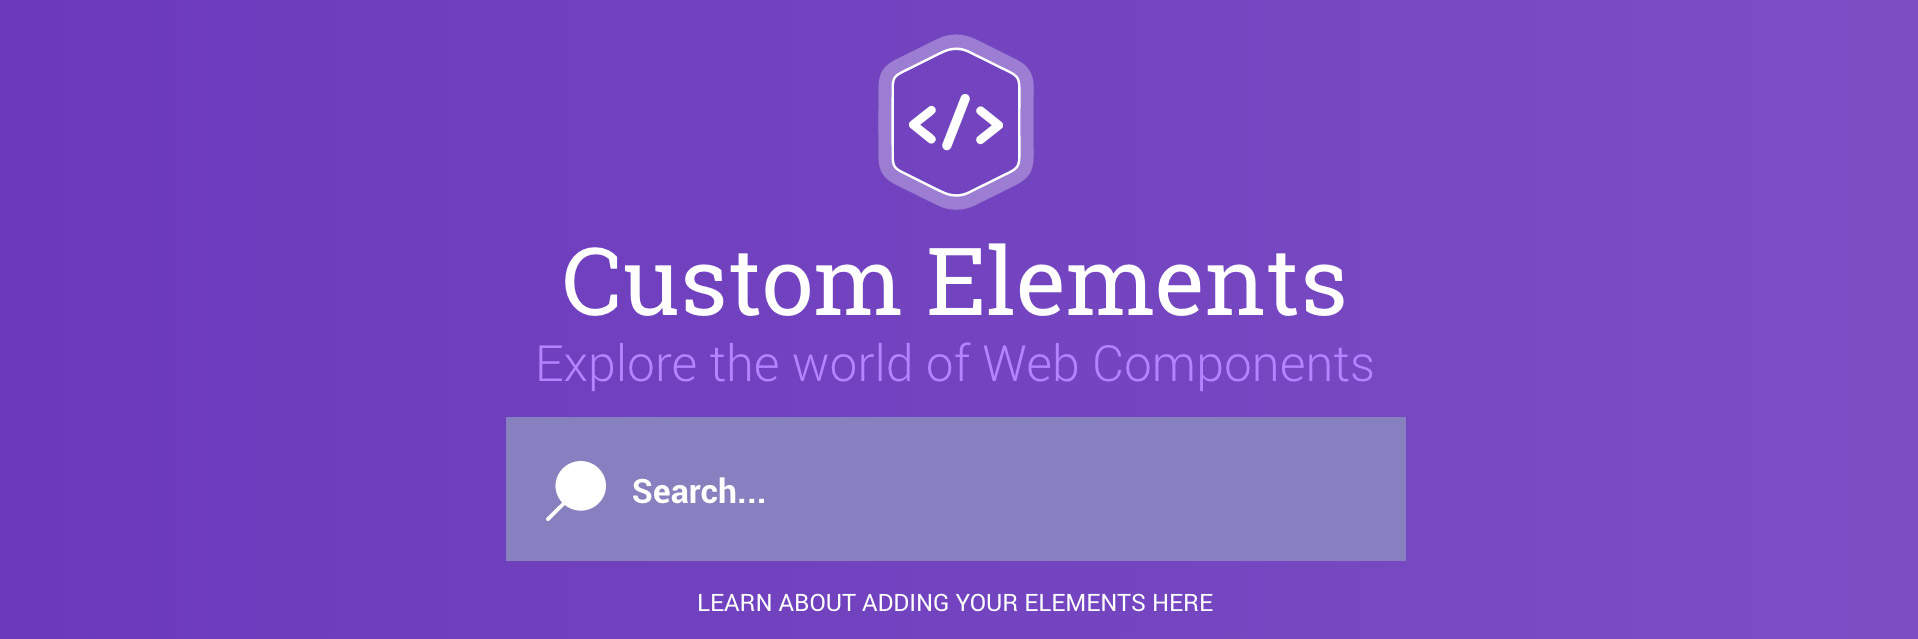 </>
Custom Elements
Explore the world of Web Components
Search...
LEARN ABOUT ADDING YOUR ELEMENTS HERE